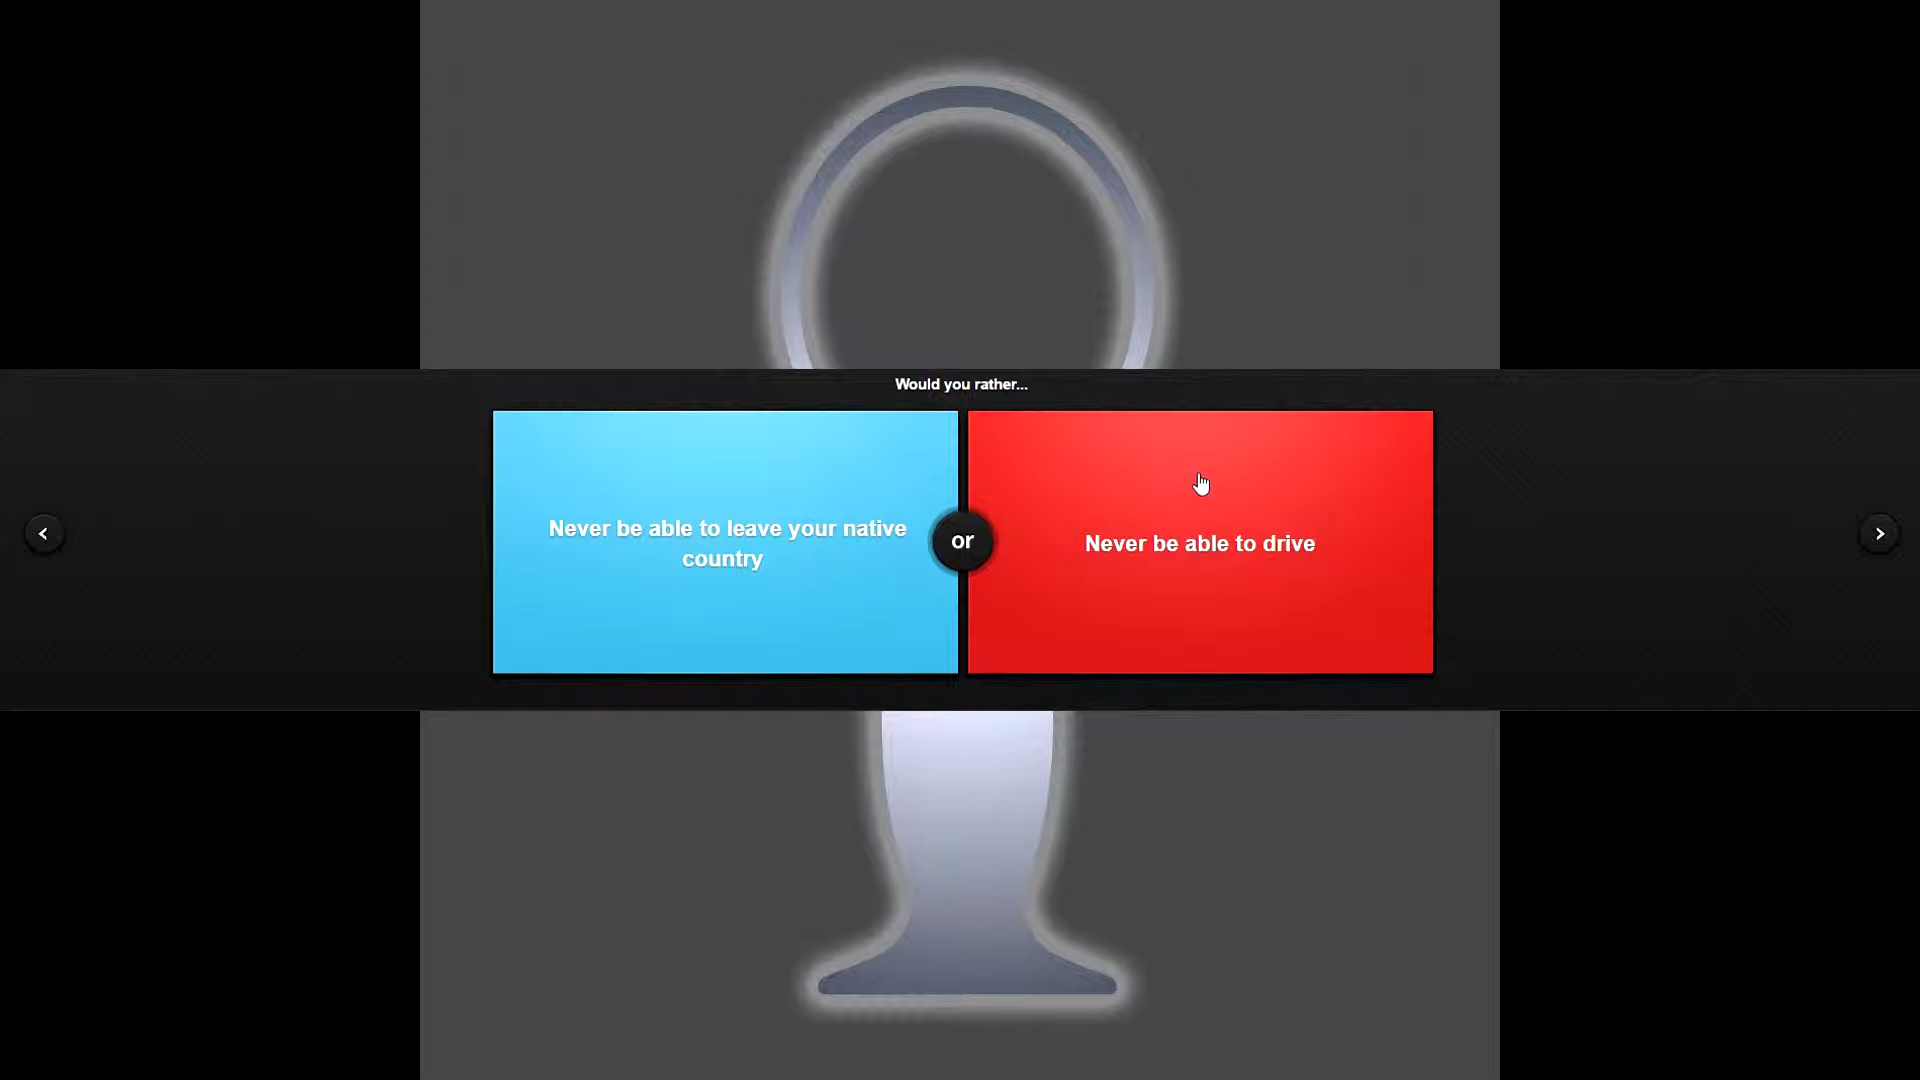 Would you rather...
Never be able to leave your native
country
or
Never be able to drive